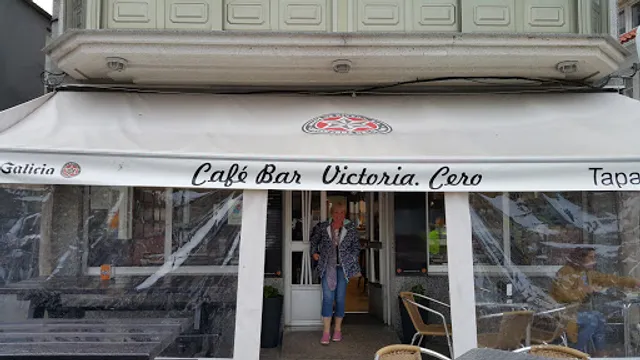 Galicia
Café Bar Victoria. Cero
Tapa